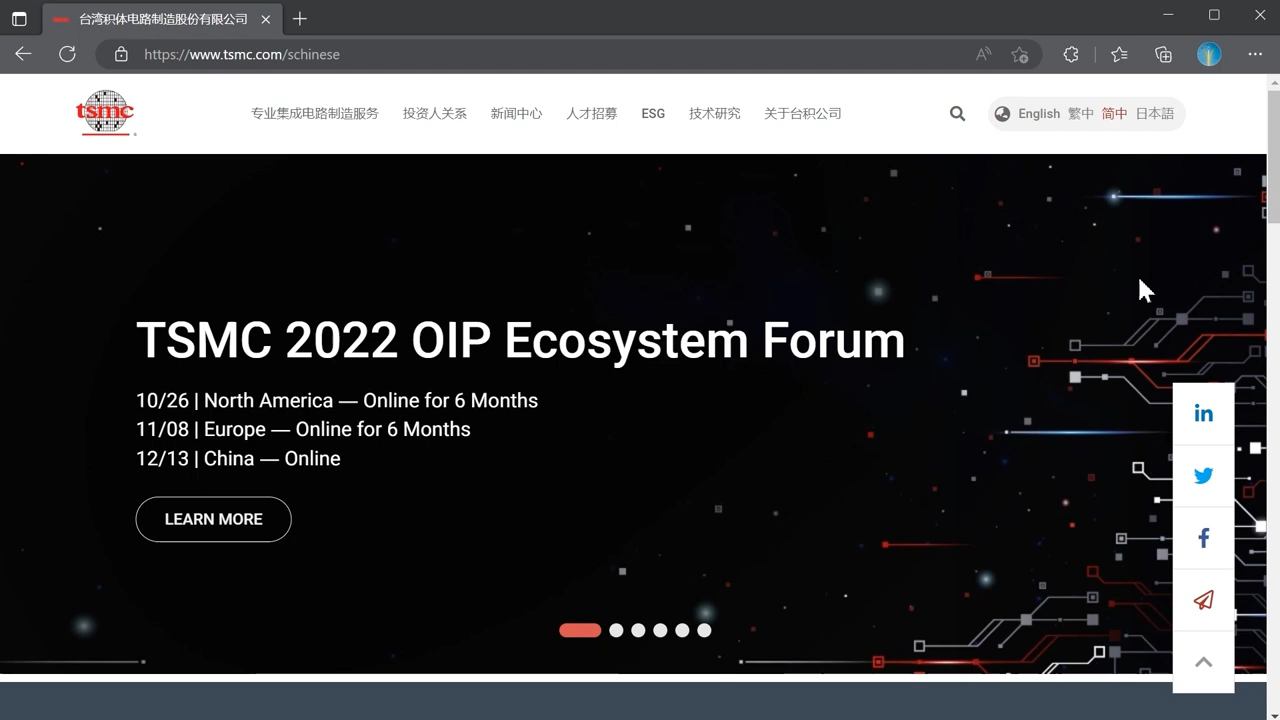 台湾积体电路制造股份有限公司
https://www.tsmc.com/schinese
tsmc
专业集成电路制造服务 投资人关系 新闻中心 人才招募 ESG 技术研究 关于台积公司
English 繁中 简中 日本語
TSMC 2022 OIP Ecosystem Forum
10/26 | North America — Online for 6 Months
11/08 | Europe — Online for 6 Months
12/13 | China — Online
LEARN MORE
in